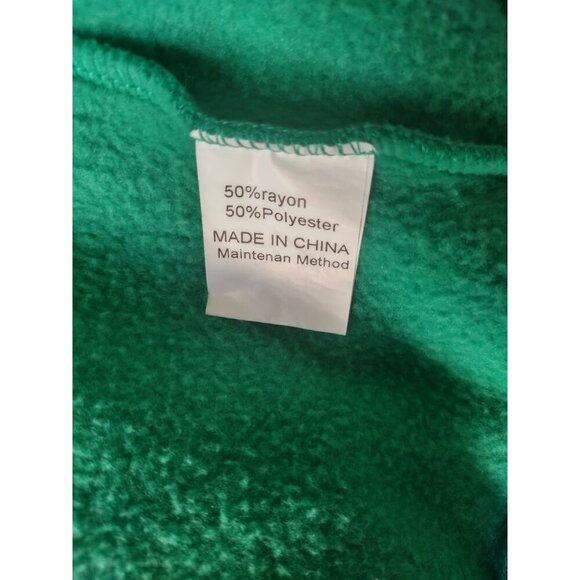 50%rayon
50%Polyester
MADE IN CHINA
Maintenan Method